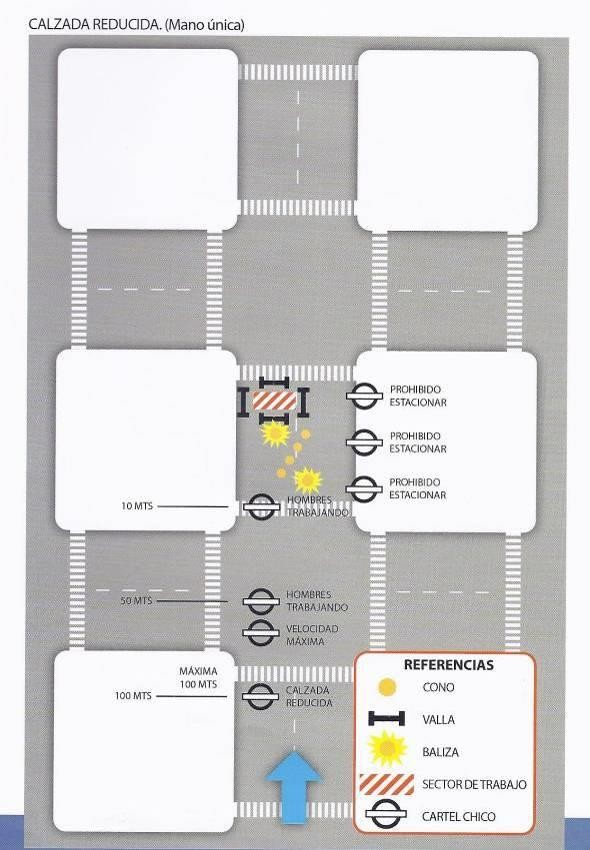 CALZADA REDUCIDA. (Mano única)
PROHIBIDO
ESTACIONAR
PROHIBIDO
ESTACIONAR
PROHIBIDO
ESTACIONAR
10 MTS
HOMBRES
TRABAJANDO
50 MTS
HOMBRES
TRABAJANDO
VELOCIDAD
MÁXIMA
MÁXIMA
100 MTS
100 MTS
CALZADA
REDUCIDA
REFERENCIAS
CONO
VALLA
BALIZA
SECTOR DE TRABAJO
CARTEL CHICO